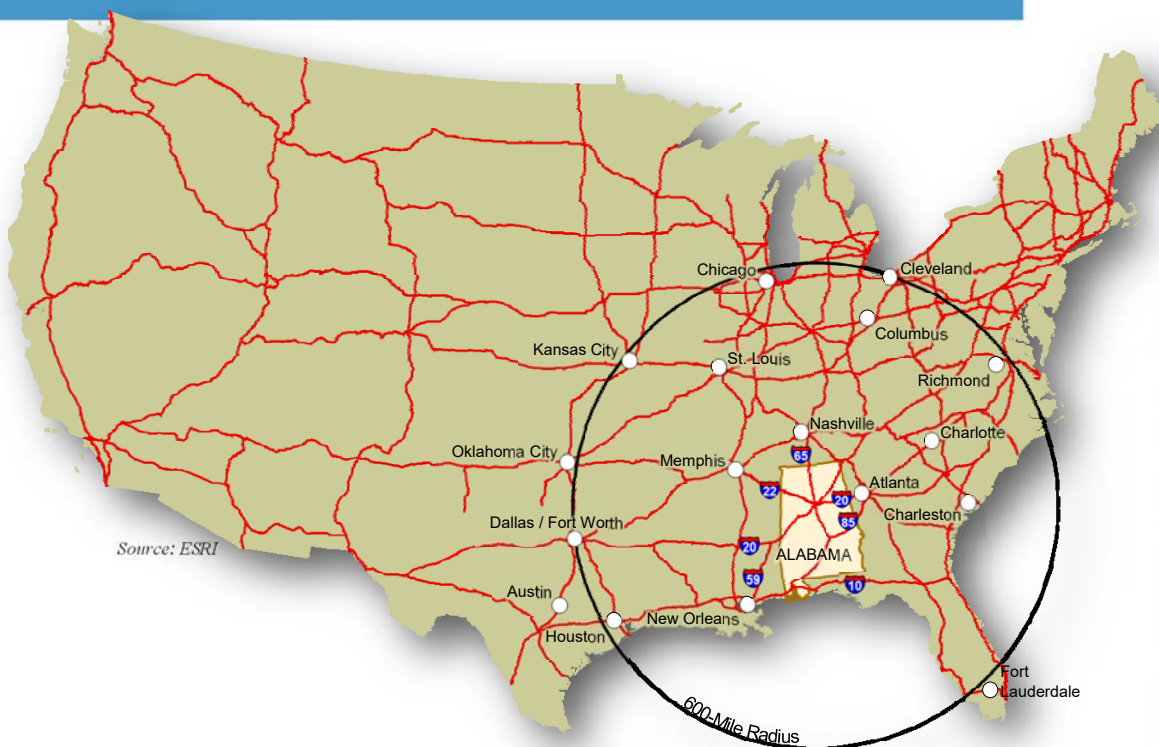 Chicago
Cleveland
Columbus
Kansas City
St. Louis
Richmond
Nashville
Charlotte
65
Oklahoma City
Memphis
22
20
Atlanta
85
Charleston
Dallas / Fort Worth
20
ALABAMA
Source: ESRI
59
10
Austin
New Orleans
Houston
Fort
Lauderdale
600-Mile Radius